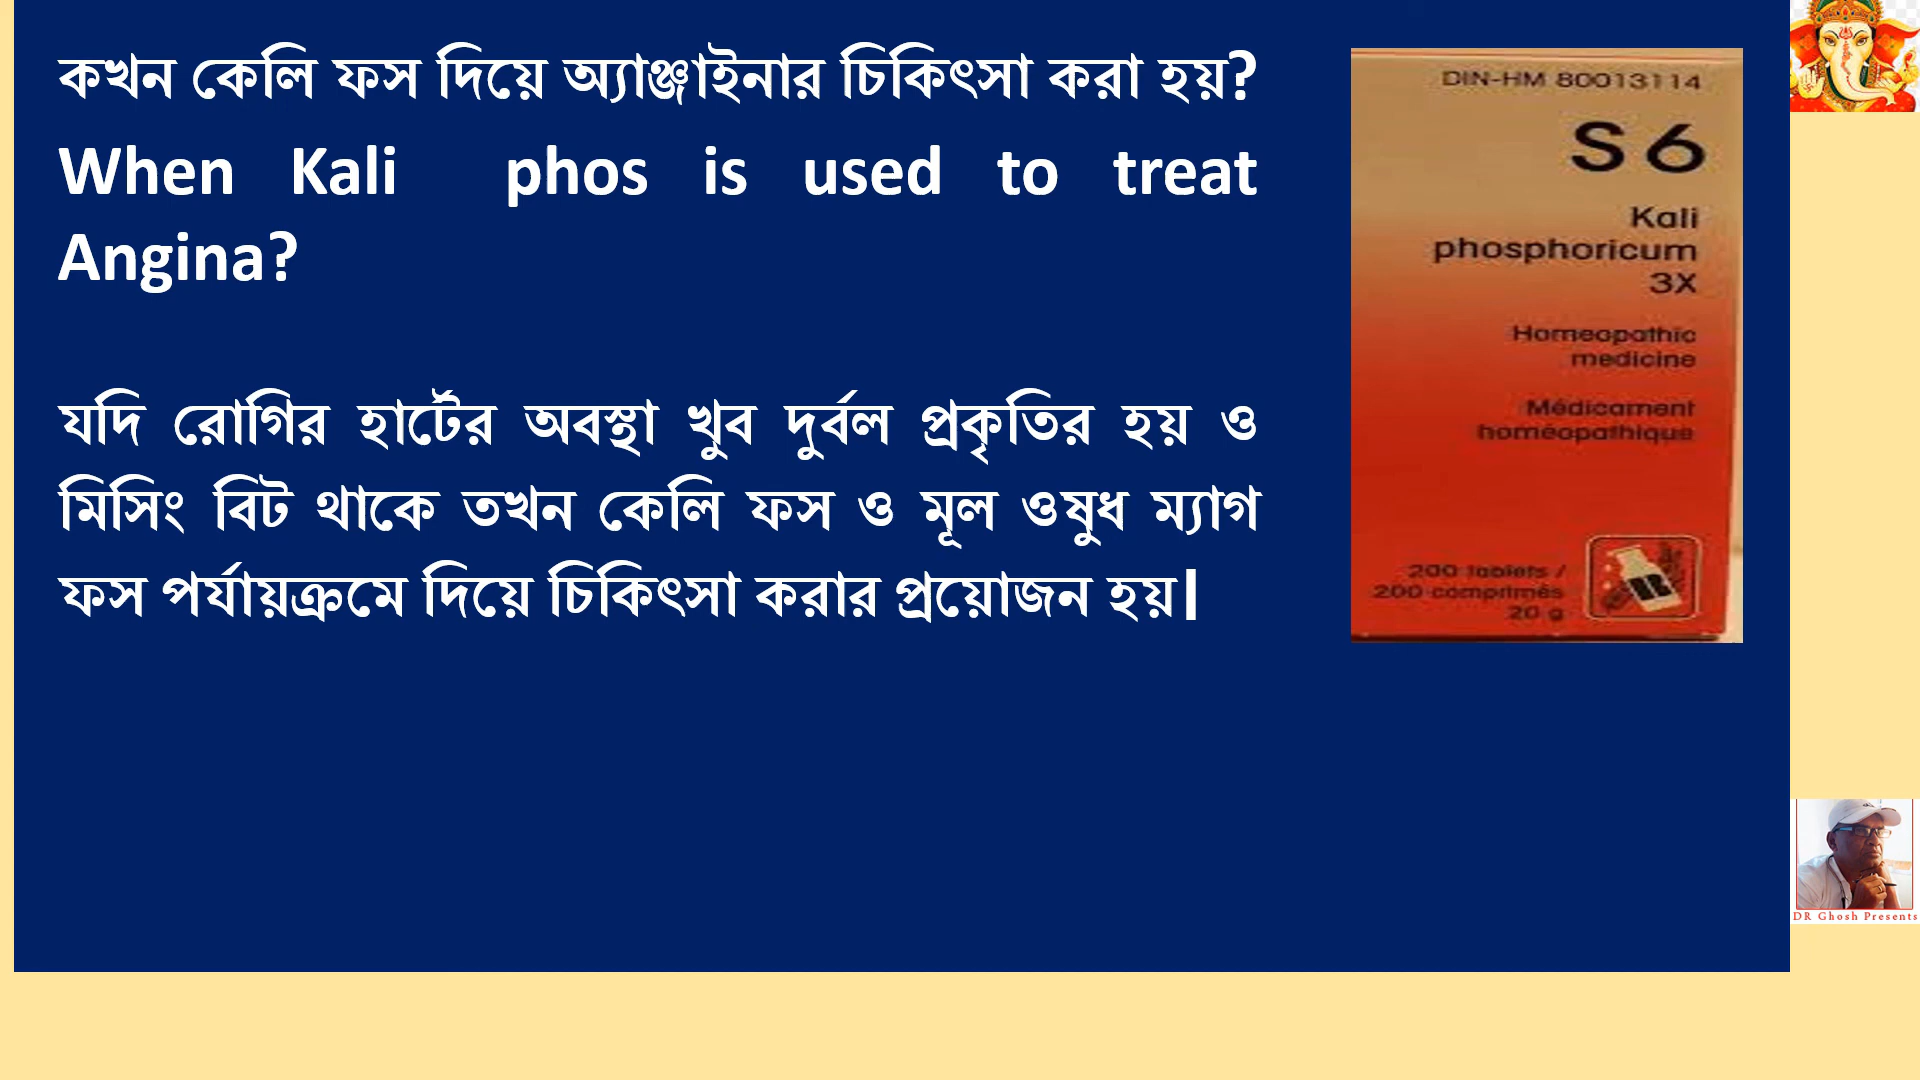 কখন কেলি ফস দিয়ে অ্যাঞ্জাইনার চিকিৎসা করা হয়?
When Kali phos is used to treat
Angina?
যদি রোগির হার্টের অবস্থা খুব দুর্বল প্রকৃতির হয় ও
মিসিং বিট থাকে তখন কেলি ফস ও মূল ওষুধ ম্যাগ
ফস পর্যায়ক্রমে দিয়ে চিকিৎসা করার প্রয়োজন হয়।
DIN-HM 80013114
S 6
Kali
phosphoricum
3X
Homeopathic
medicine
Médicament
homéopathique
200 tablets /
200 comprimés
20 g
DR Ghosh Presents